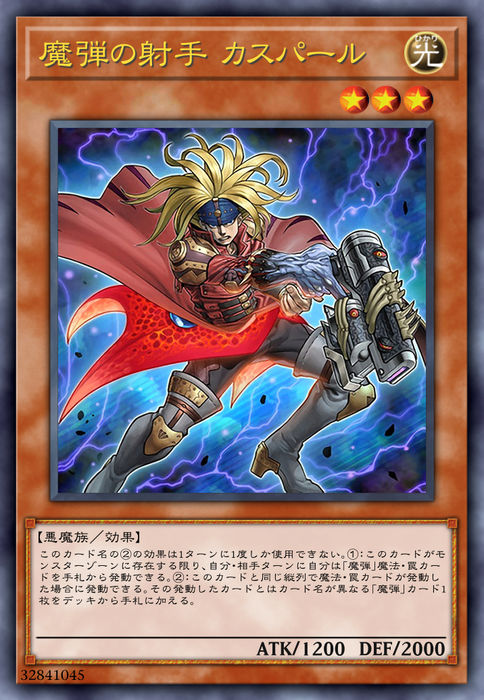 魔弾の射手 カスパール
ひかり
光
【悪魔族／効果】
このカード名の②の効果は1ターンに1度しか使用できない。①：このカードがモ
ンスターゾーンに存在する限り、自分・相手ターンに自分は「魔弾」魔法・罠カー
ドを手札から発動できる。②：このカードと同じ縦列で魔法・罠カードが発動し
た場合に発動できる。その発動したカードとはカード名が異なる「魔弾」カード1
枚をデッキから手札に加える。
ATK/1200 DEF/2000
32841045